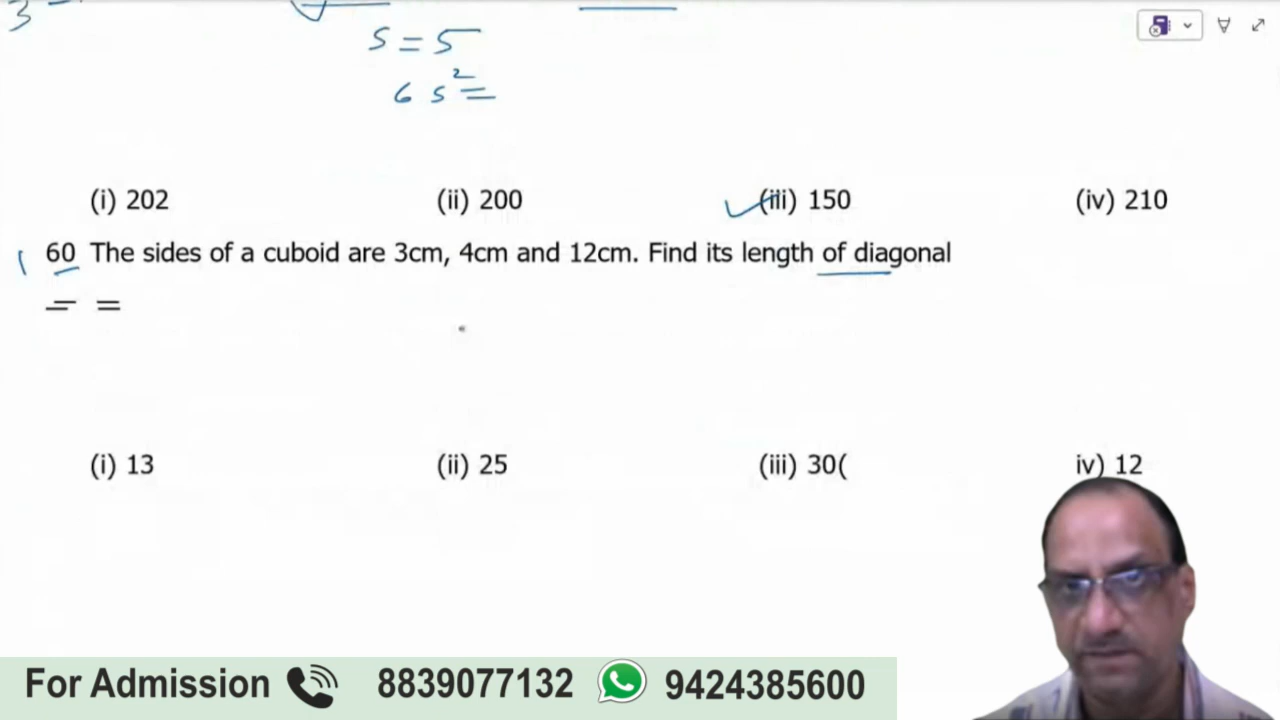 3
S = 5
6 S² =
(i) 202 (ii) 200 (iii) 150 (iv) 210
60 The sides of a cuboid are 3cm, 4cm and 12cm. Find its length of diagonal
= =
(i) 13 (ii) 25 (iii) 30( iv) 12
For Admission 8839077132 9424385600